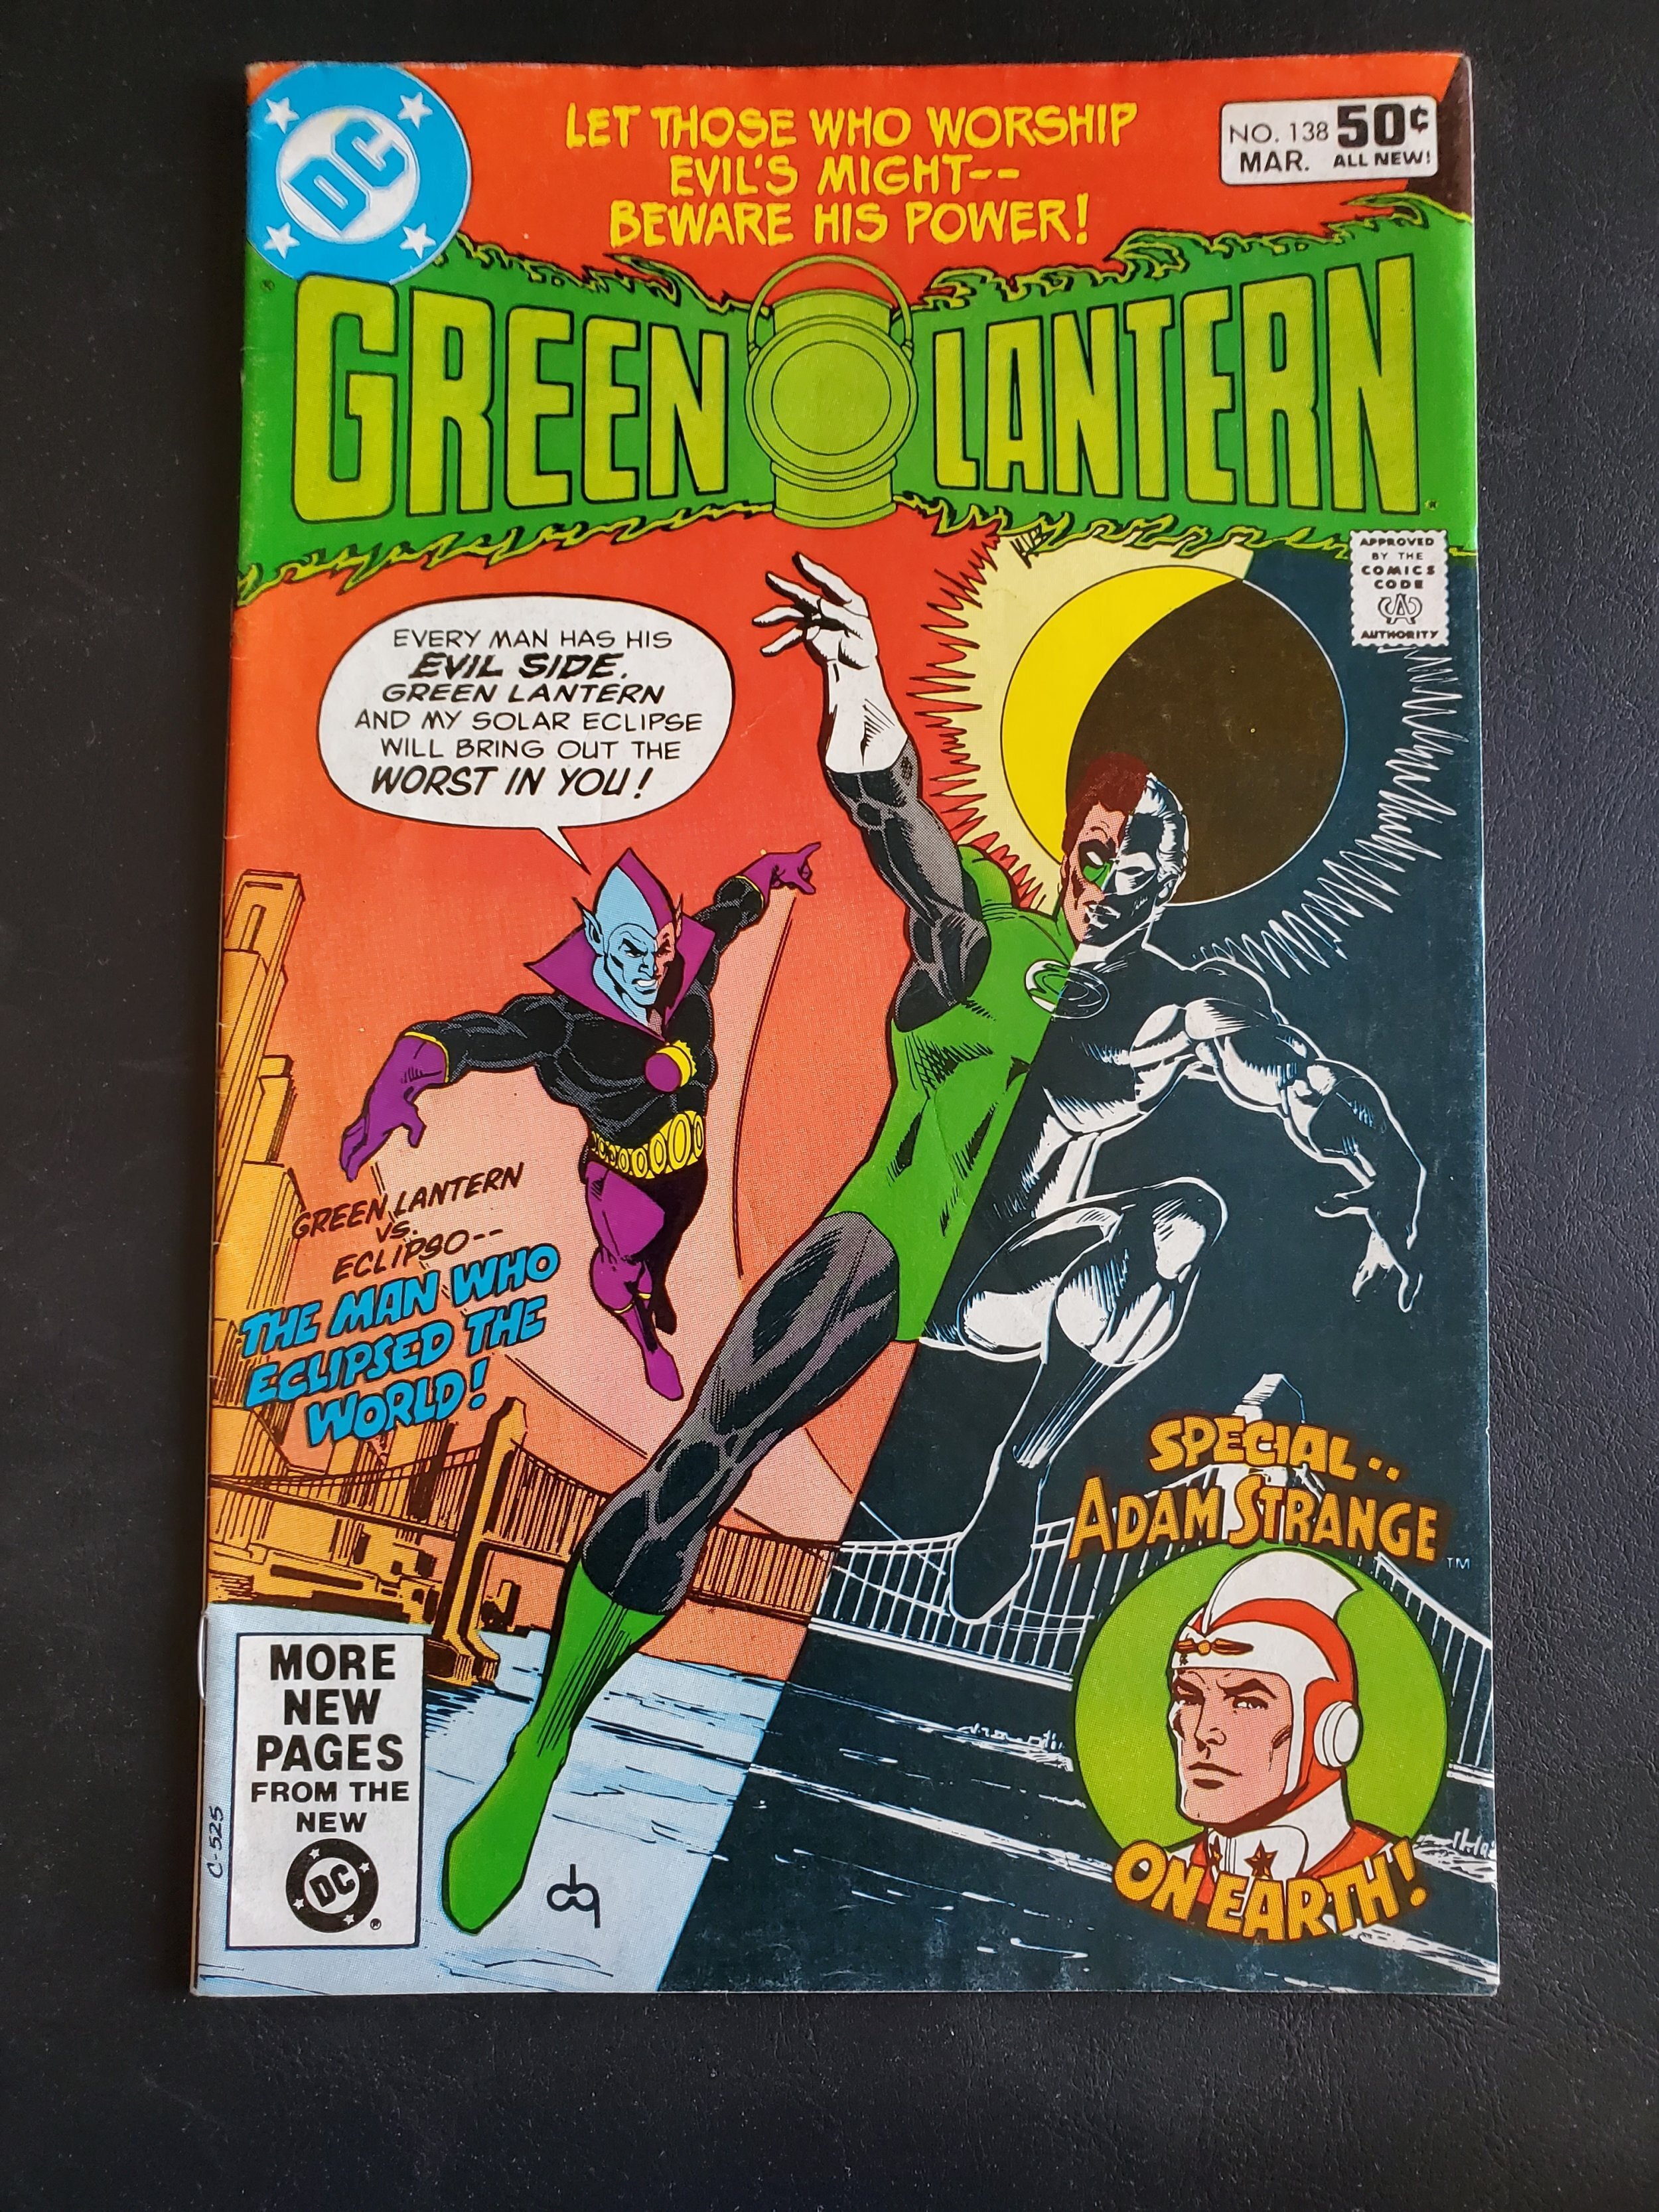 DC
LET THOSE WHO WORSHIP
EVIL'S MIGHT--
BEWARE HIS POWER!
NO. 138 50¢
MAR. ALL NEW!
GREEN LANTERN
APPROVED
BY THE
COMICS
CODE
CA
AUTHORITY
EVERY MAN HAS HIS
EVIL SIDE,
GREEN LANTERN
AND MY SOLAR ECLIPSE
WILL BRING OUT THE
WORST IN YOU!
GREEN LANTERN
VS.
ECLIPSO--
THE MAN WHO
ECLIPSED THE
WORLD!
SPECIAL--
ADAM STRANGE
TM
ON EARTH!
MORE
NEW
PAGES
FROM THE
NEW
DC
®
C-525